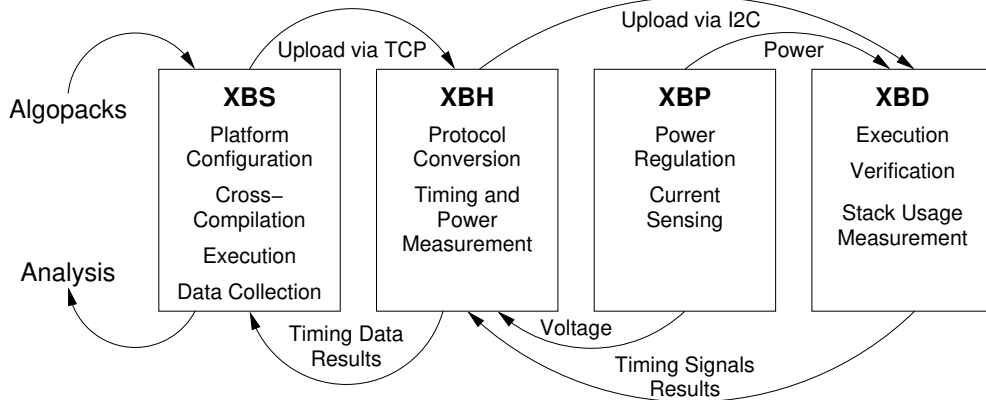 Upload via I2C
Upload via TCP
Power
Algopacks
XBS
Platform
Configuration
Cross−
Compilation
Execution
Data Collection
XBH
Protocol
Conversion
Timing and
Power
Measurement
XBP
Power
Regulation
Current
Sensing
XBD
Execution
Verification
Stack Usage
Measurement
Analysis
Timing Data
Results
Voltage
Timing Signals
Results